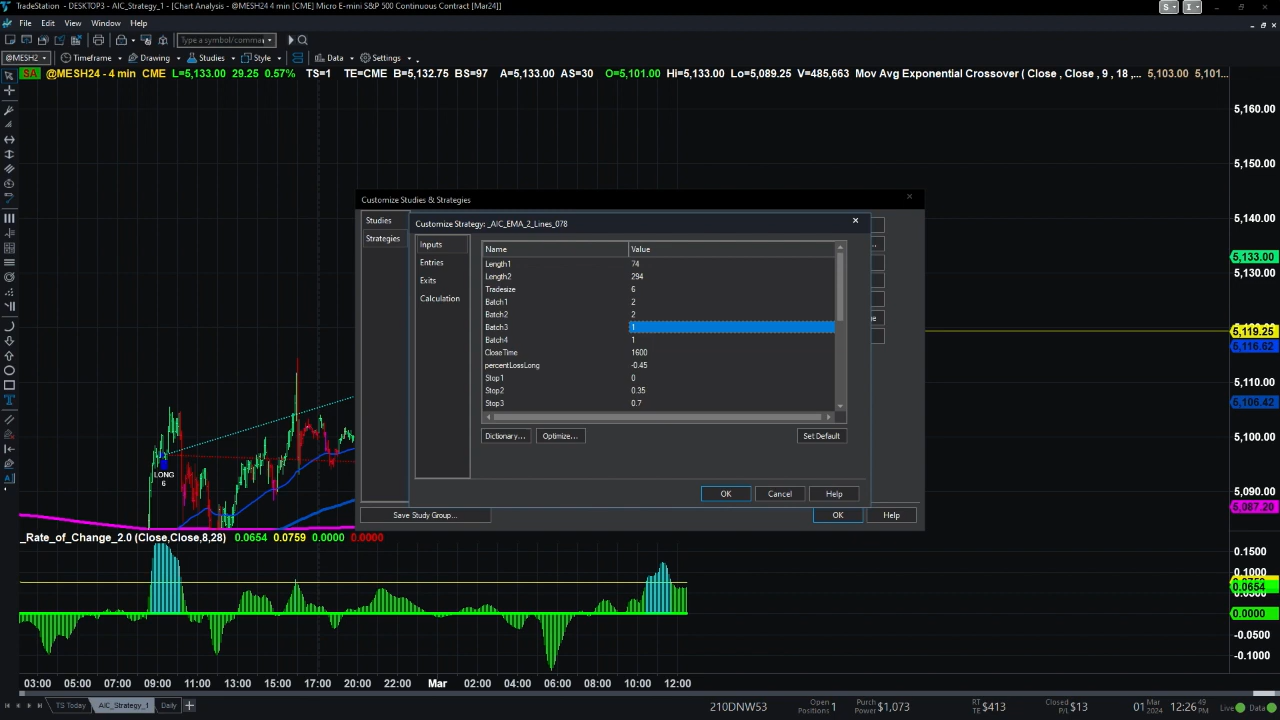 TradeStation - DESKTOP3 - AIC_Strategy_1 - [Chart Analysis - @MESH24 4 min [CME] Micro E-mini S&P 500 Continuous Contract [Mar24]]
File Edit View Window Help
Type a symbol/comma
@MESH2 Timeframe Drawing Studies Style Data Settings
SA @MESH24 - 4 min CME L=5,133.00 29.25 0.57% TS=1 TE=CME B=5,132.75 BS=97 A=5,133.00 AS=30 O=5,101.00 Hi=5,133.0 Lo=5,089.25 V=485,663 Mov Avg Exponential Crossover ( Close , Close , 9 , 18 ,... 5,103.00 5,101...
5,160.00
5,150.00
5,140.00
5,133.00
5,130.00
5,119.25
5,116.62
5,110.00
5,106.42
5,100.00
5,090.00
5,087.20
Customize Studies & Strategies
Studies
Strategies
Customize Strategy: _AIC_EMA_2_Lines_078
Inputs
Entries
Exits
Calculation
Name Value
Length1 74
Length2 294
Tradesize 6
Batch1 2
Batch2 2
Batch3 1
Batch4 1
CloseTime 1600
percentLossLong -0.45
Stop1 0
Stop2 0.35
Stop3 0.7
Dictionary... Optimize... Set Default
OK Cancel Help
Save Study Group... OK Help
LONG
6
_Rate_of_Change_2.0 (Close,Close,8,28) 0.0654 0.0759 0.0000 0.0000
0.1500
0.1000
0.0654
0.0000
-0.0500
-0.1000
03:00 07:00 09:00 11:00 13:00 15:00 17:00 20:00 22:00 Mar 02:00 04:00 06:00 08:00 10:00 12:00
TS Today AIC_Strategy_1 Daily
210DNW53 Open Positions 1 Purch Power $1,073 RT TE $413 Closed P/L $13 01 Mar 2024 12:26 49 PM Live Data